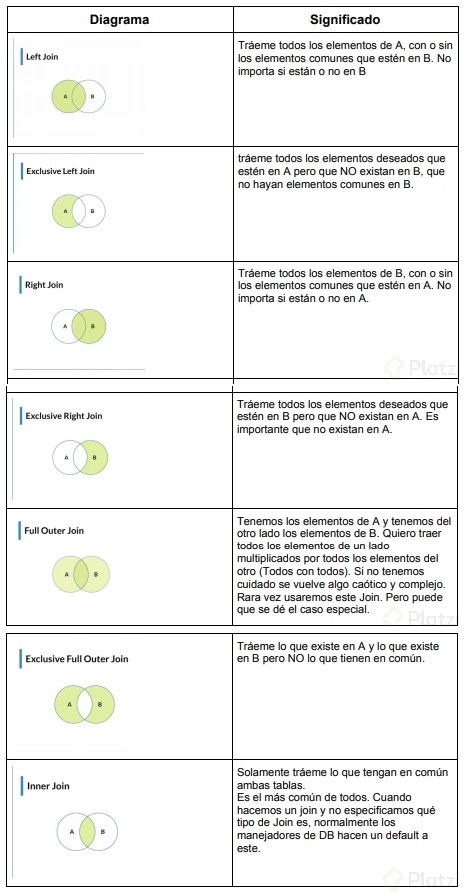 Diagrama
Significado
Left Join
A B
Tráeme todos los elementos de A, con o sin
los elementos comunes que estén en B. No
importa si están o no en B
Exclusive Left Join
A B
tráeme todos los elementos deseados que
estén en A pero que NO existan en B, que
no hayan elementos comunes en B.
Right Join
A B
Tráeme todos los elementos de B, con o sin
los elementos comunes que estén en A. No
importa si están o no en A.
Platzi
Exclusive Right Join
A B
Tráeme todos los elementos deseados que
estén en B pero que NO existan en A. Es
importante que no existan en A.
Full Outer Join
A B
Tenemos los elementos de A y tenemos del
otro lado los elementos de B. Quiero traer
todos los elementos de un lado
multiplicados por todos los elementos del
otro (Todos con todos). Si no tenemos
cuidado se vuelve algo caótico y complejo.
Rara vez usaremos este Join. Pero puede
que se dé el caso especial.
Platzi
Exclusive Full Outer Join
A B
Tráeme lo que existe en A y lo que existe
en B pero NO lo que tienen en común.
Inner Join
A B
Solamente tráeme lo que tengan en común
ambas tablas.
Es el más común de todos. Cuando
hacemos un join y no especificamos qué
tipo de Join es, normalmente los
manejadores de DB hacen un default a
este.
Platzi